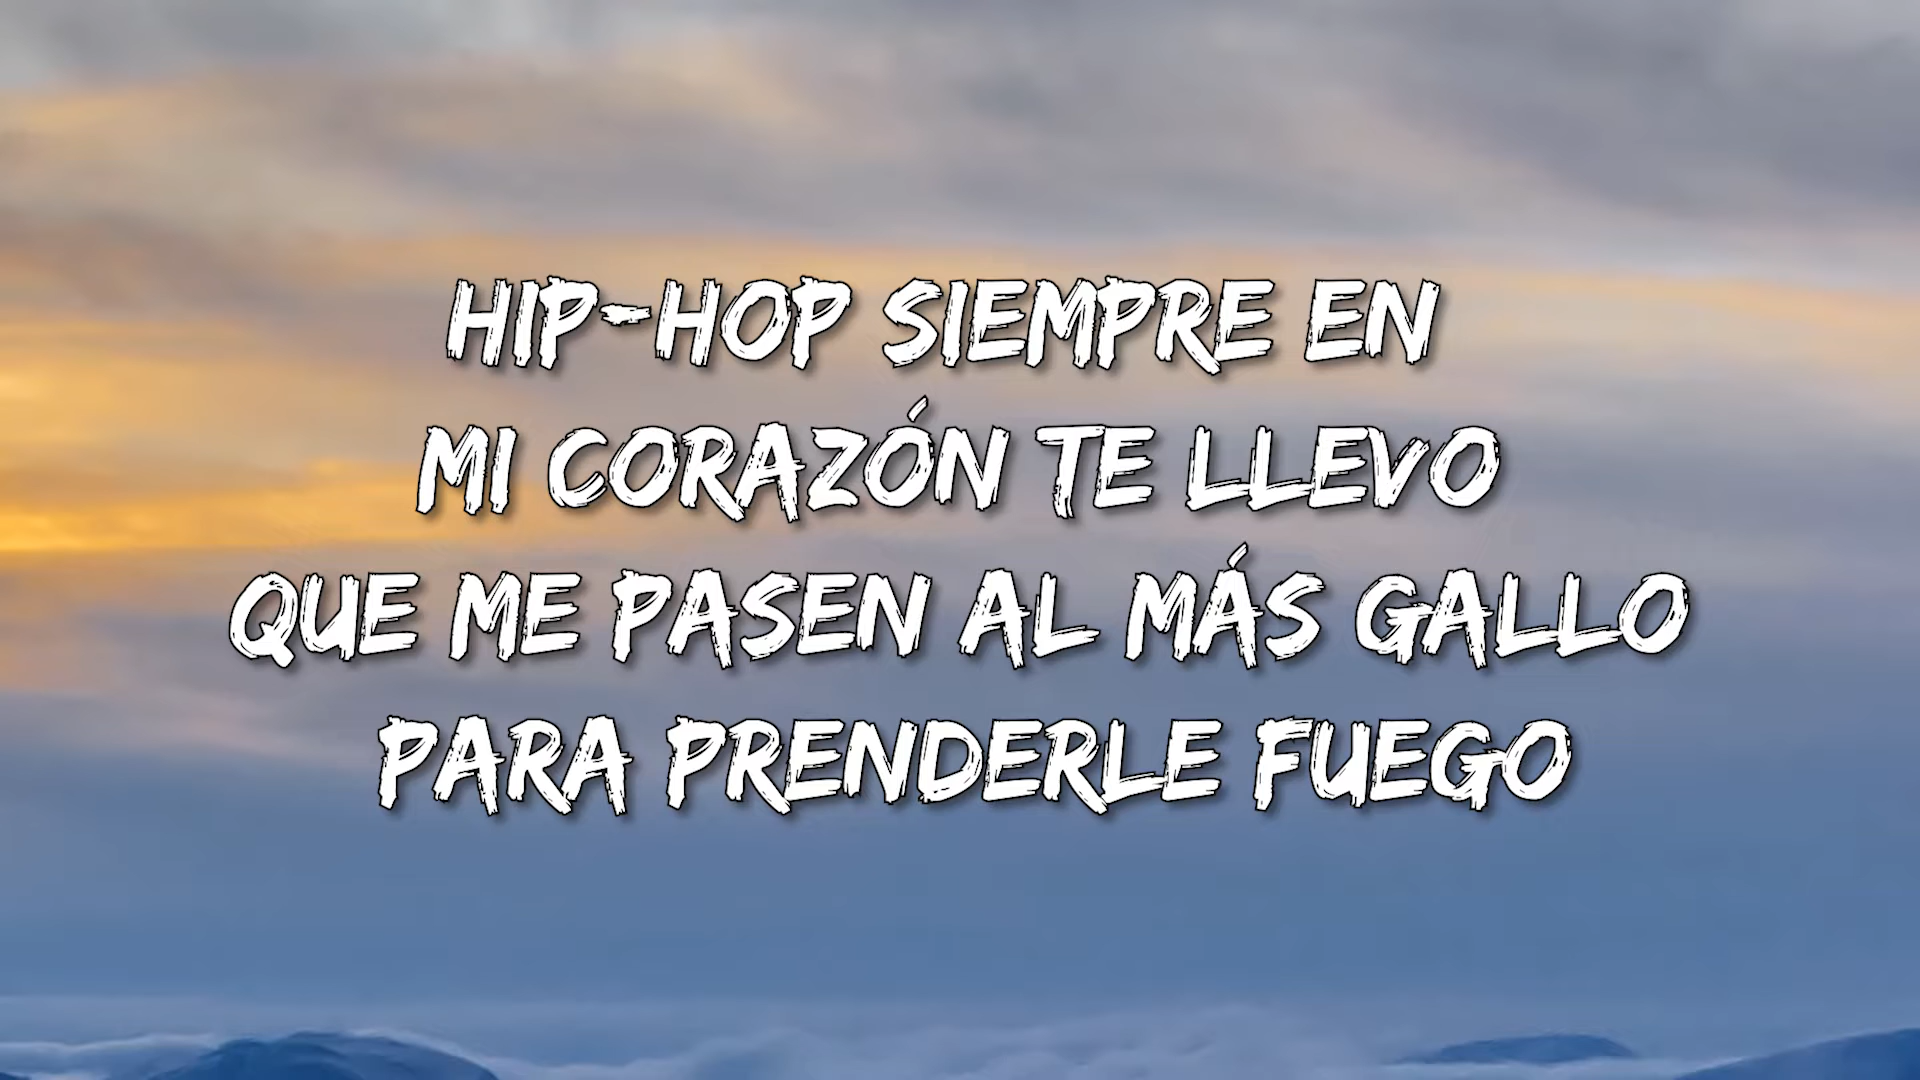 HIP-HOP SIEMPRE EN
MI CORAZÓN TE LLEVO
QUE ME PASEN AL MÁS GALLO
PARA PRENDERLE FUEGO